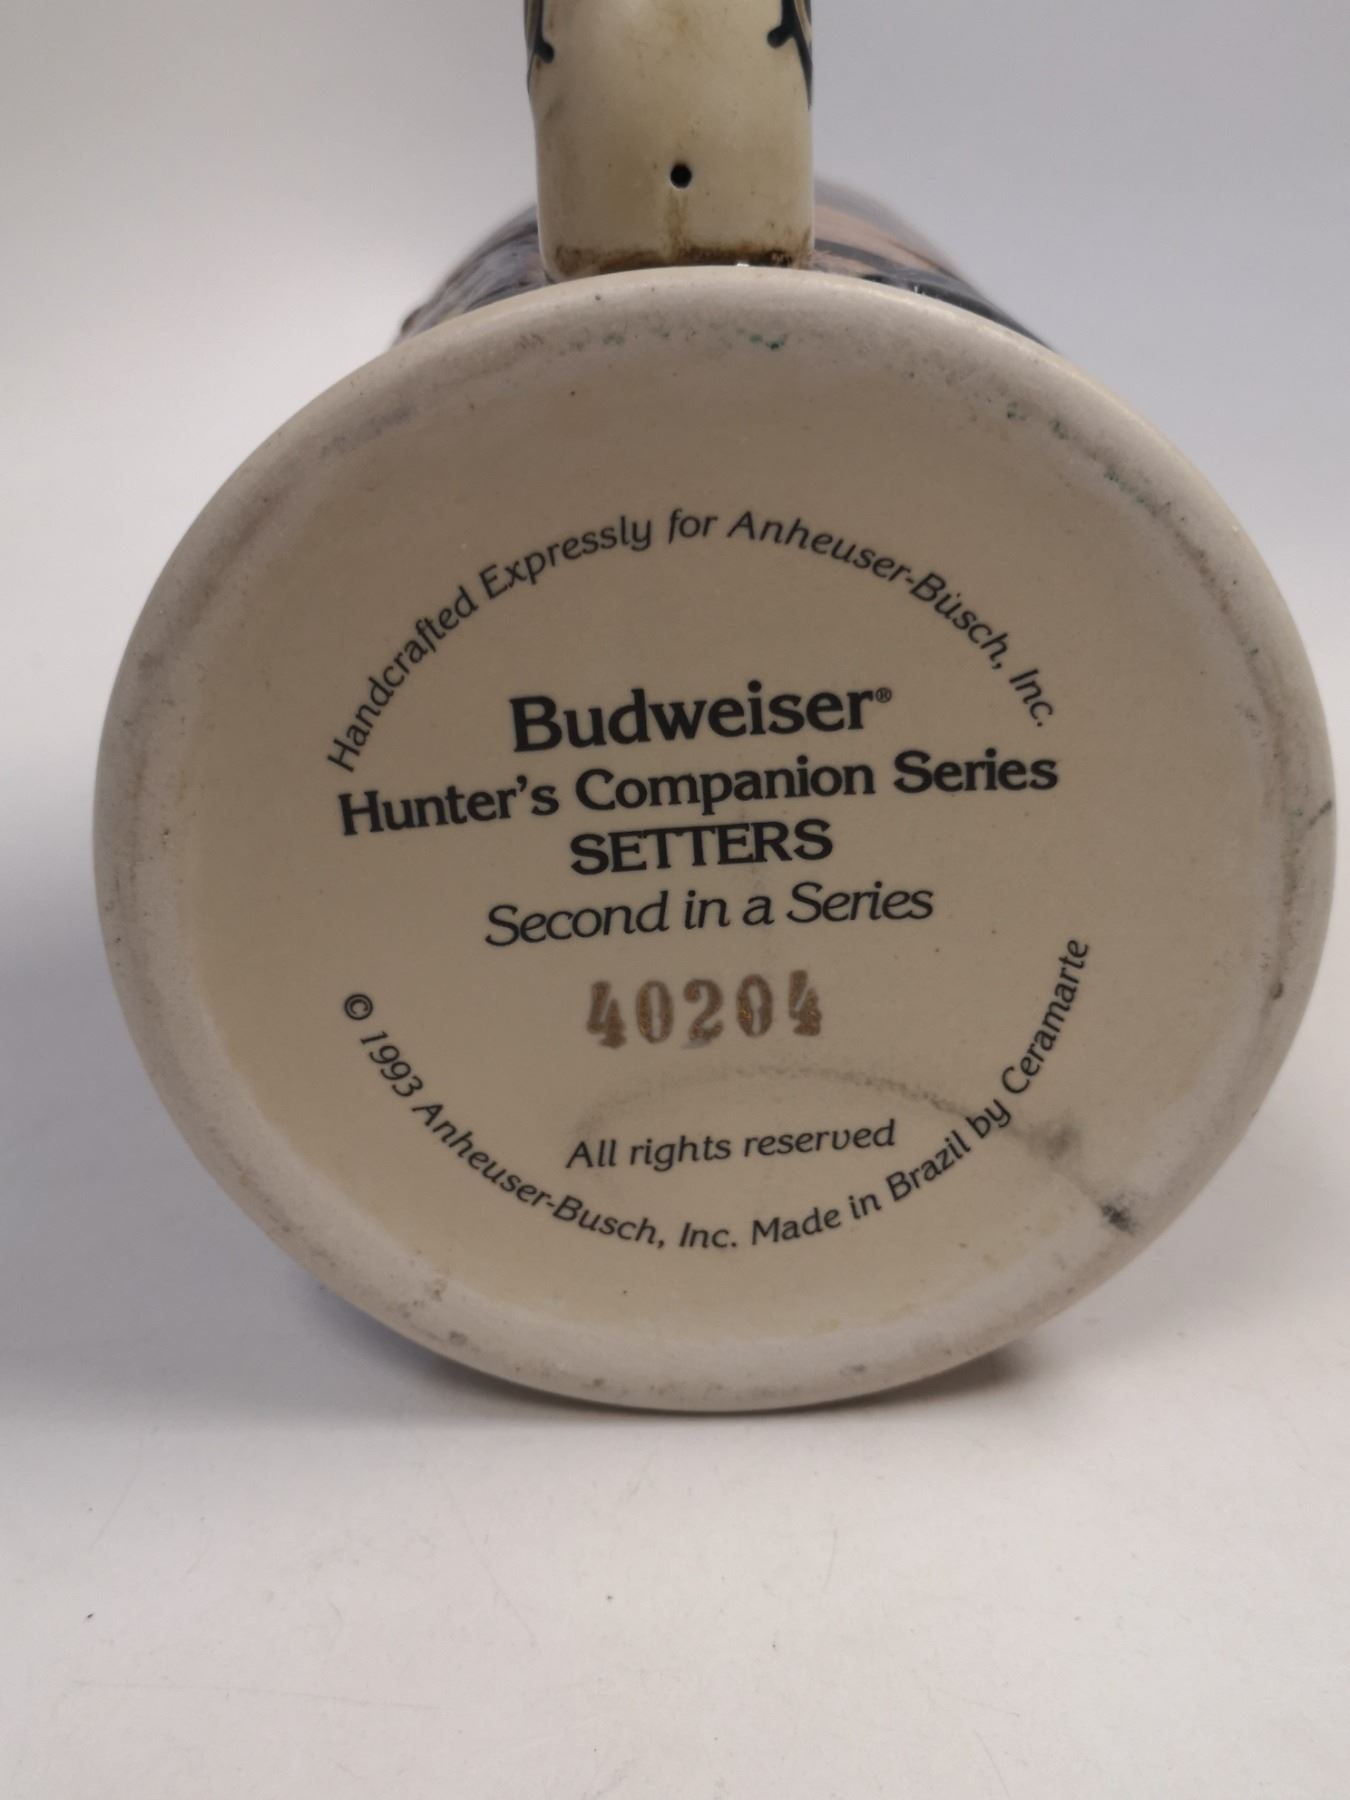 Handcrafted Expressly for Anheuser-Busch, Inc.
Budweiser®
Hunter's Companion Series
SETTERS
Second in a Series
40204
All rights reserved
© 1993 Anheuser-Busch, Inc. Made in Brazil by Ceramarte